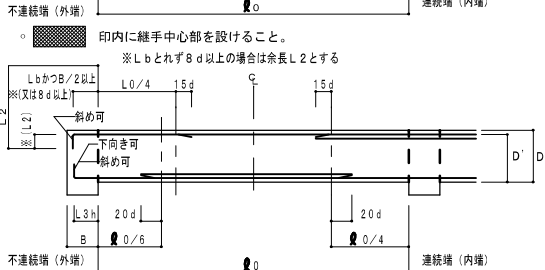 不連続端（外端）
ℓ0
連続端（内端）
○ 印内に継手中心部を設けること。
※Ｌｂとれず８ｄ以上の場合は余長Ｌ２とする
ＬｂかつＢ/２以上
※(又は８ｄ以上)
Ｌ０/４
１５ｄ
℄
１５ｄ
Ｌ２
※(Ｌ２)
斜め可
下向き可
斜め可
Ｄ'
Ｄ
Ｌ３ｈ
２０ｄ
２０ｄ
Ｂ
ℓ０/６
ℓ０/４
不連続端（外端）
ℓ0
連続端（内端）